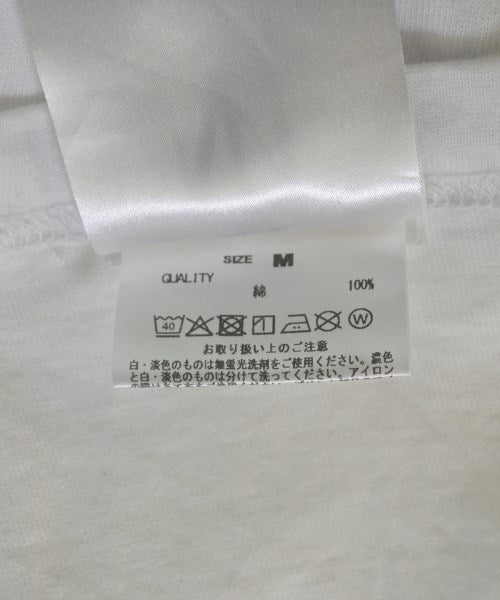 SIZE M
QUALITY
綿 100%
40 W
お取り扱い上のご注意
白・淡色のものは無蛍光洗剤をご使用ください。濃色
と白・淡色のものは分けて洗ってください。アイロン